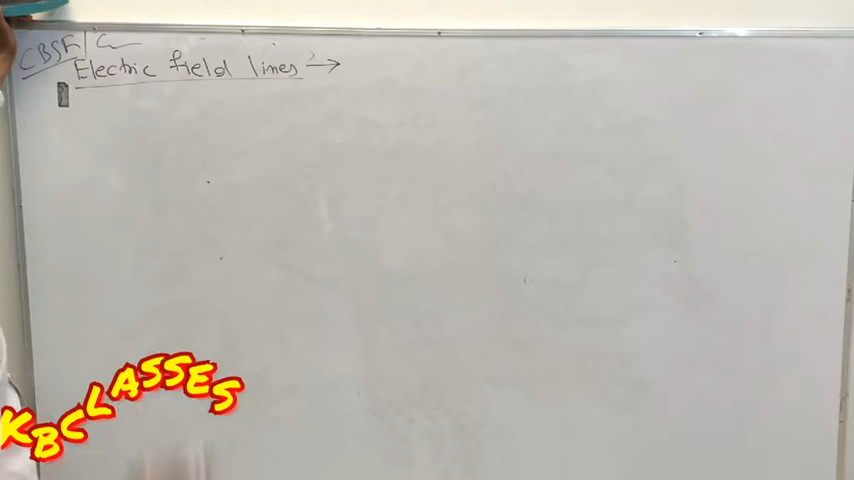 CBSE/
Electric field lines →
KBCLASSES